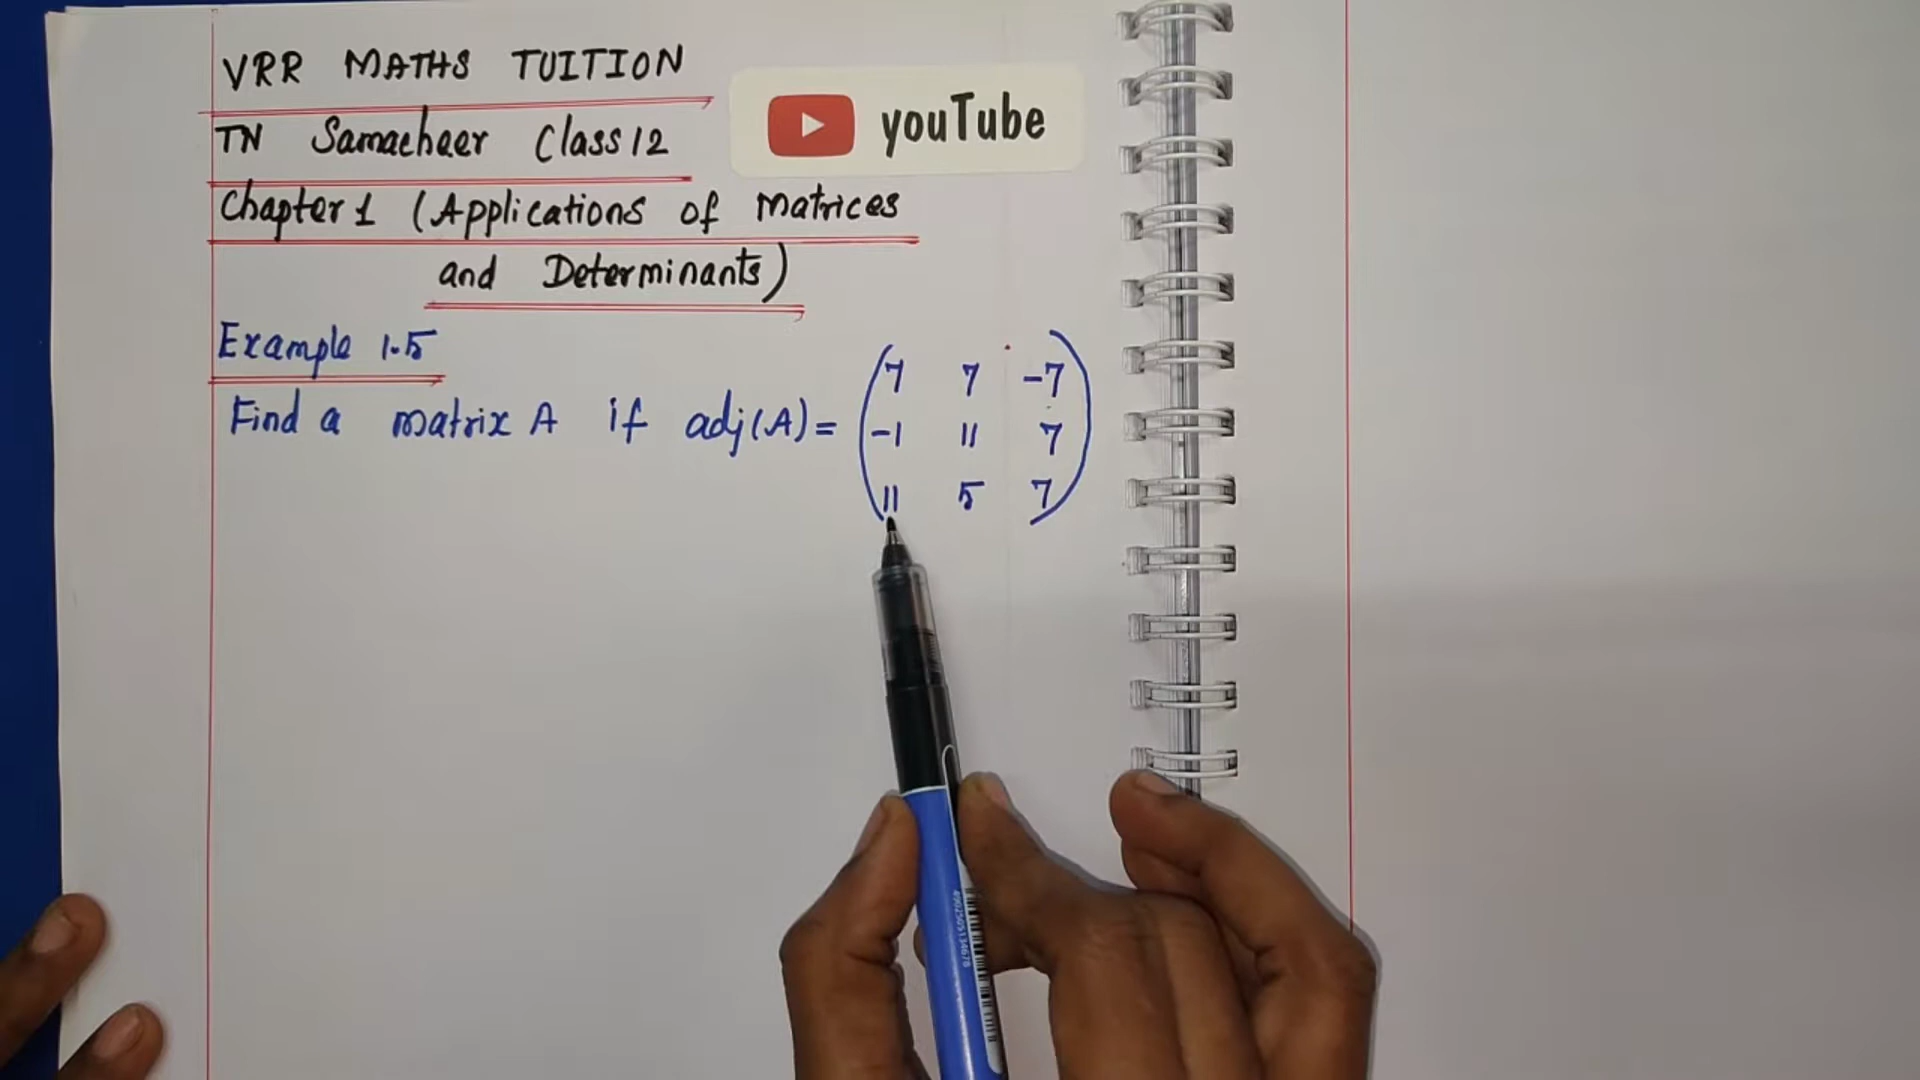 VRR MATHS TUITION
youTube
TN Samacheer Class 12
Chapter 1 (Applications of Matrices
and Determinants)
Example 1.5
Find a matrix A if adj(A) =
7 7 -7
-1 11 7
11 5 7